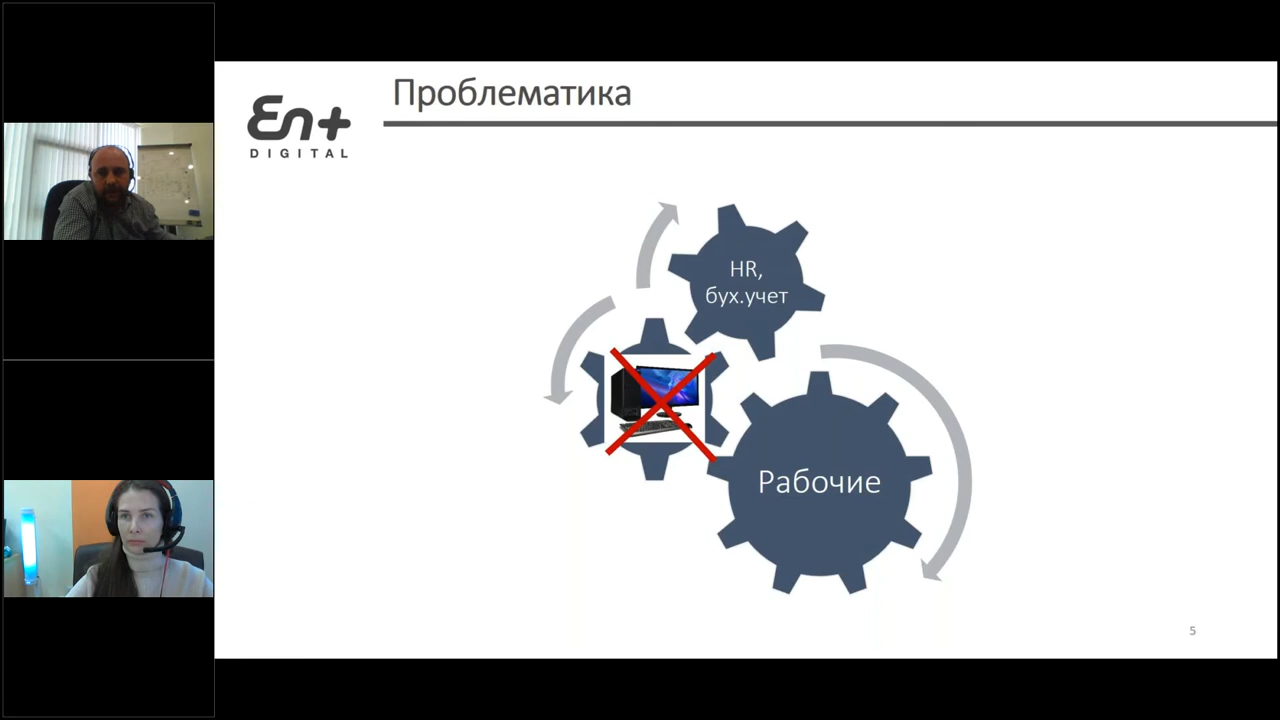 Проблематика
En+
DIGITAL
HR,
бух.учет
Рабочие
5